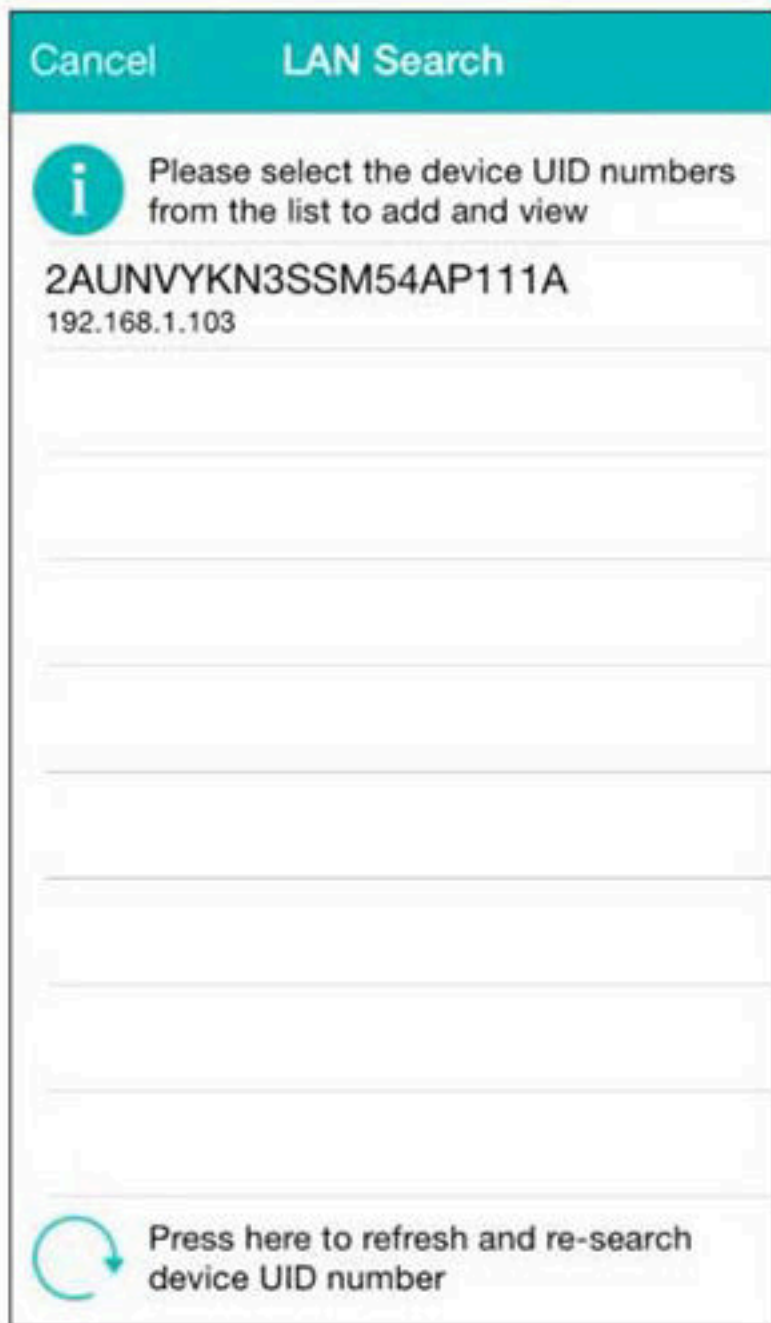 Cancel LAN Search
i
Please select the device UID numbers
from the list to add and view
2AUNVYKN3SSM54AP111A
192.168.1.103
Press here to refresh and re-search
device UID number